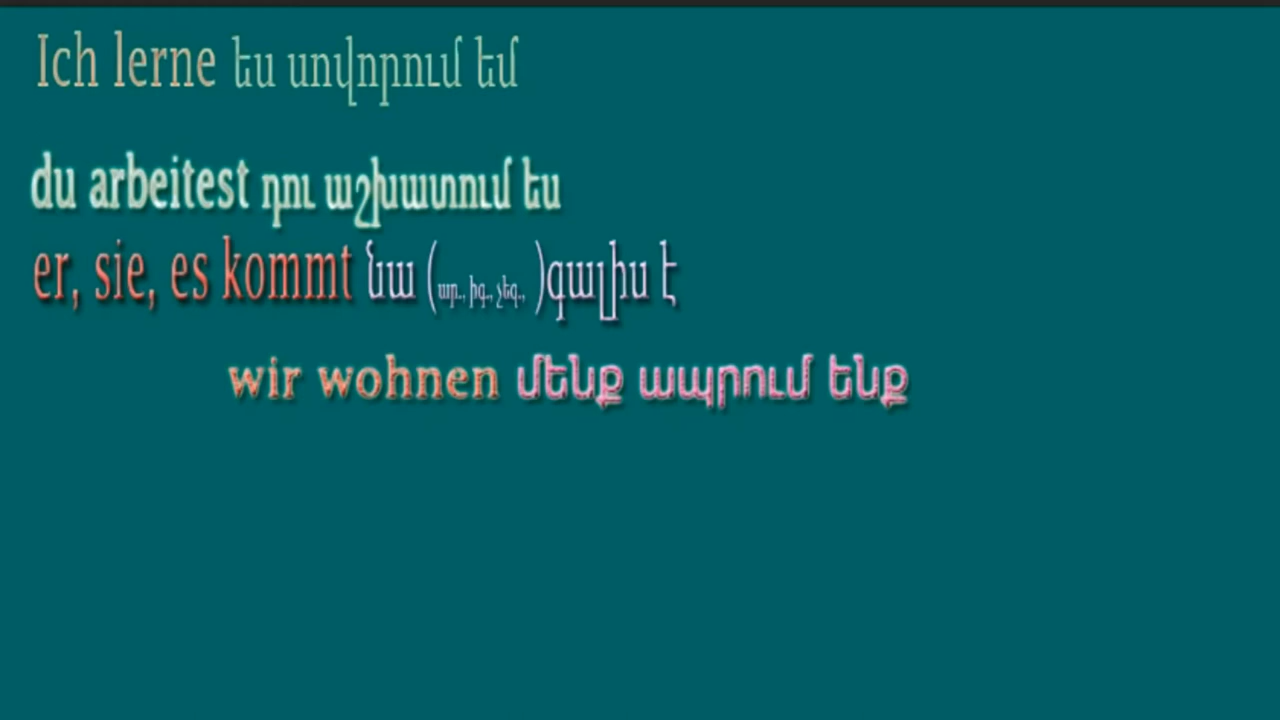 Ich lerne ես սովորում եմ
du arbeitest դու աշխատում ես
er, sie, es kommt նա (ար., իգ., չեզ., )գալիս է
wir wohnen մենք ապրում ենք